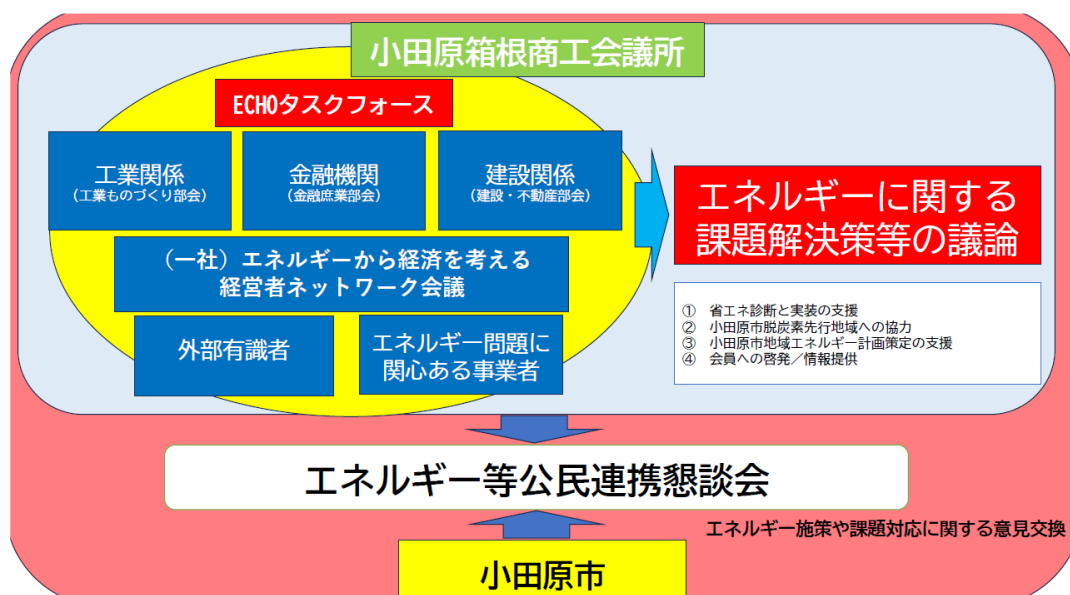 小田原箱根商工会議所
ECHOタスクフォース
工業関係
（工業ものづくり部会）
金融機関
（金融庶業部会）
建設関係
（建設・不動産部会）
（一社）エネルギーから経済を考える
経営者ネットワーク会議
外部有識者
エネルギー問題に
関心ある事業者
エネルギーに関する
課題解決策等の議論
① 省エネ診断と実装の支援
② 小田原市脱炭素先行地域への協力
③ 小田原市地域エネルギー計画策定の支援
④ 会員への啓発／情報提供
エネルギー等公民連携懇談会
エネルギー施策や課題対応に関する意見交換
小田原市